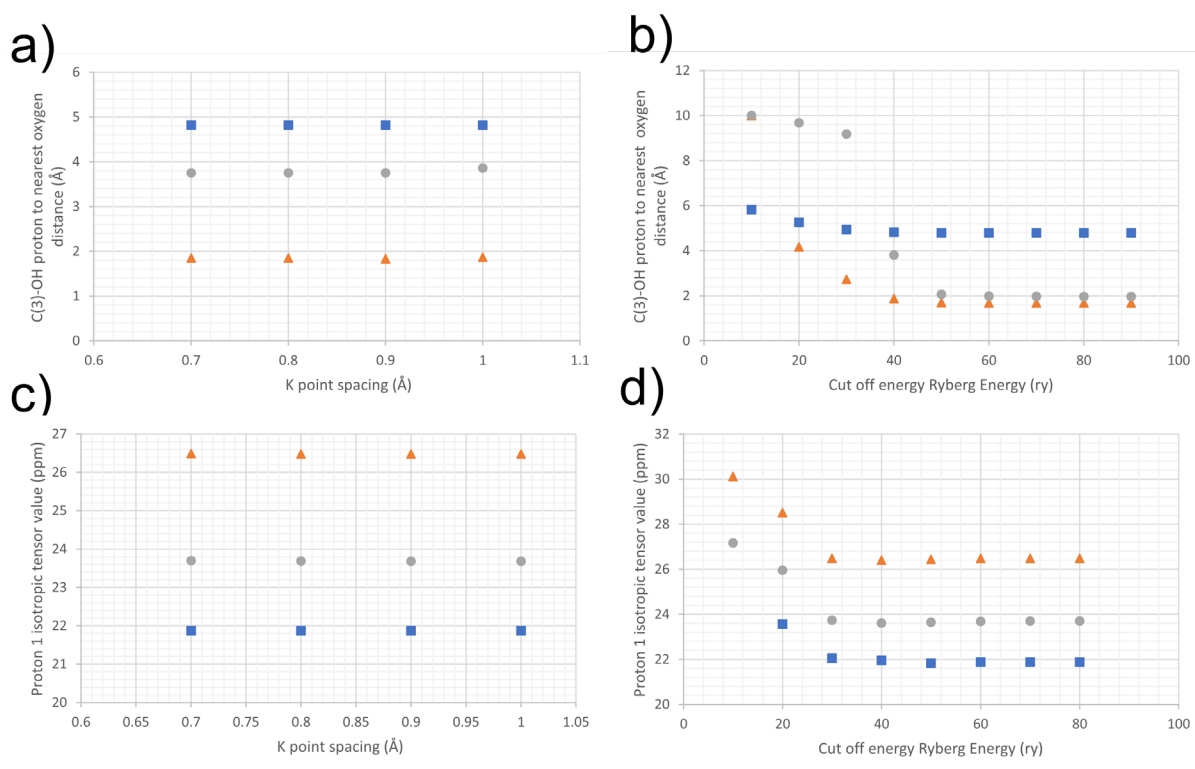 a)
C(3)-OH proton to nearest oxygen
distance (Å)
6
5
4
3
2
1
0
0.6 0.7 0.8 0.9 1 1.1
K point spacing (Å)
b)
C(3)-OH proton to nearest oxygen
distance (Å)
12
10
8
6
4
2
0
0 20 40 60 80 100
Cut off energy Ryberg Energy (ry)
c)
Proton 1 isotropic tensor value (ppm)
27
26
25
24
23
22
21
20
0.6 0.65 0.7 0.75 0.8 0.85 0.9 0.95 1 1.05
K point spacing (Å)
d)
Proton 1 isotropic tensor value (ppm)
32
30
28
26
24
22
20
0 20 40 60 80 100
Cut off energy Ryberg Energy (ry)